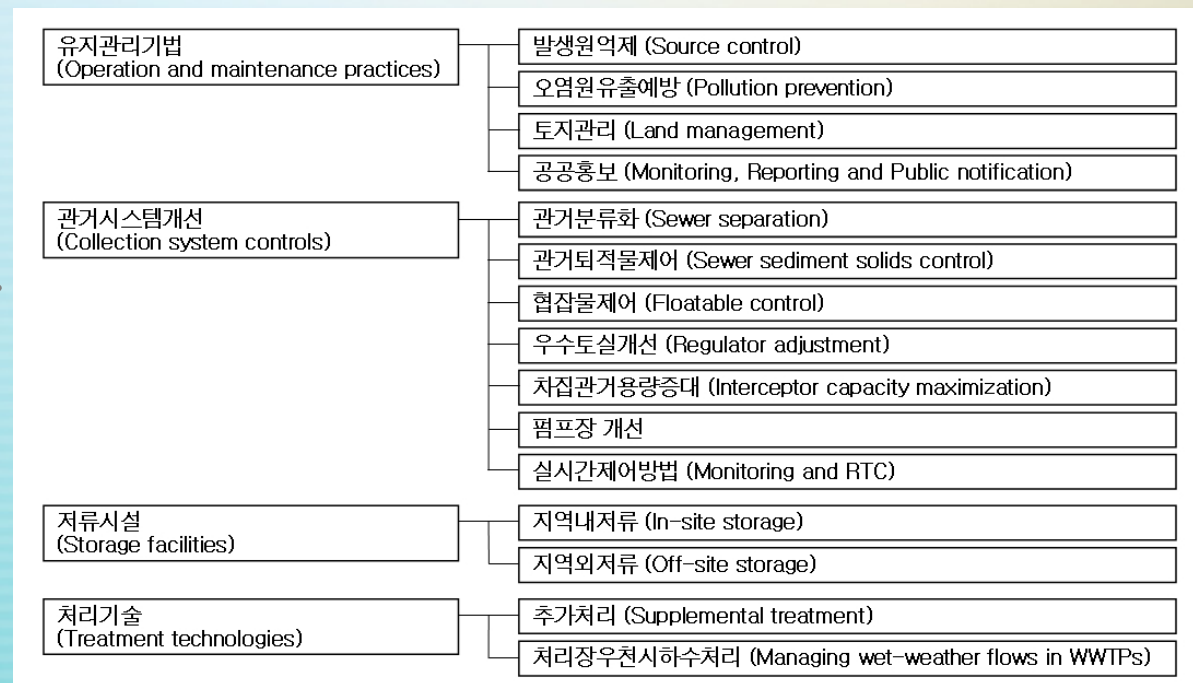 유지관리기법
(Operation and maintenance practices)
발생원억제 (Source control)
오염원유출예방 (Pollution prevention)
토지관리 (Land management)
공공홍보 (Monitoring, Reporting and Public notification)
관거시스템개선
(Collection system controls)
관거분류화 (Sewer separation)
관거퇴적물제어 (Sewer sediment solids control)
협잡물제어 (Floatable control)
우수토실개선 (Regulator adjustment)
차집관거용량증대 (Interceptor capacity maximization)
펌프장 개선
실시간제어방법 (Monitoring and RTC)
저류시설
(Storage facilities)
지역내저류 (In-site storage)
지역외저류 (Off-site storage)
처리기술
(Treatment technologies)
추가처리 (Supplemental treatment)
처리장우천시하수처리 (Managing wet-weather flows in WWTPs)